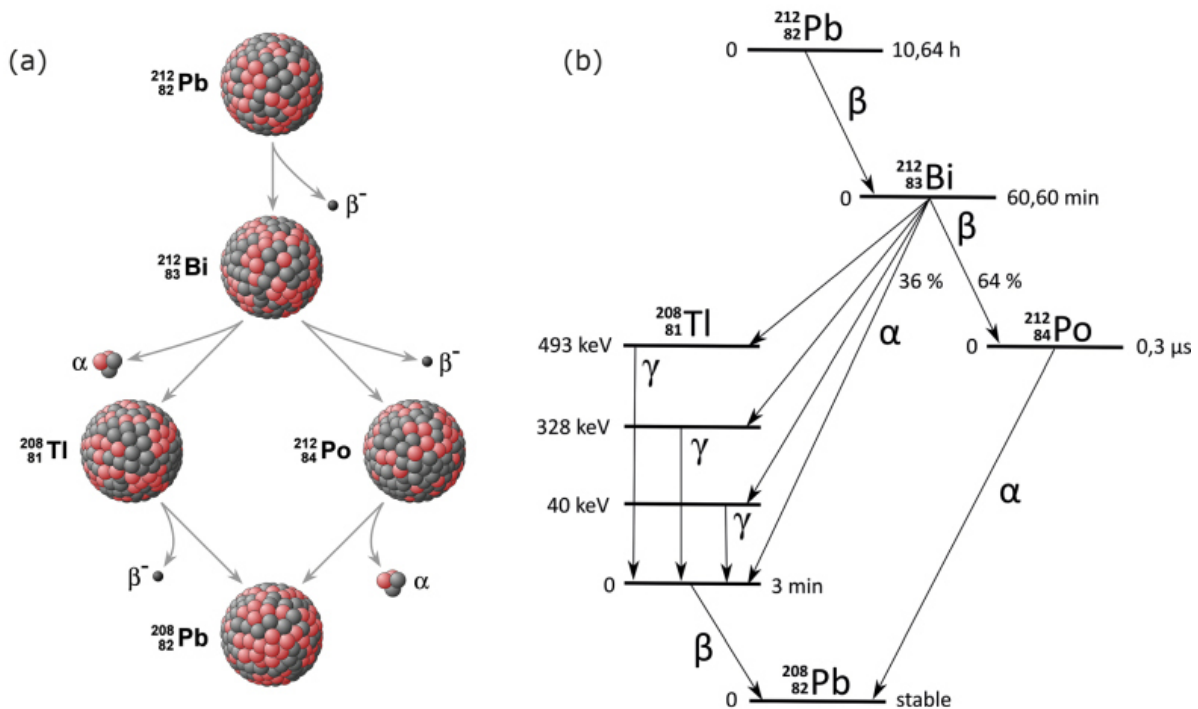 (a)
212
82 Pb
β-
212
83 Bi
α
β-
208
81 Tl
212
84 Po
β-
α
208
82 Pb
(b)
212
82 Pb
0
10,64 h
β
212
83 Bi
0
60,60 min
β
36 %
64 %
α
208
81 Tl
212
84 Po
493 keV
0
0,3 µs
γ
328 keV
γ
α
40 keV
γ
0
3 min
β
208
82 Pb
0
stable